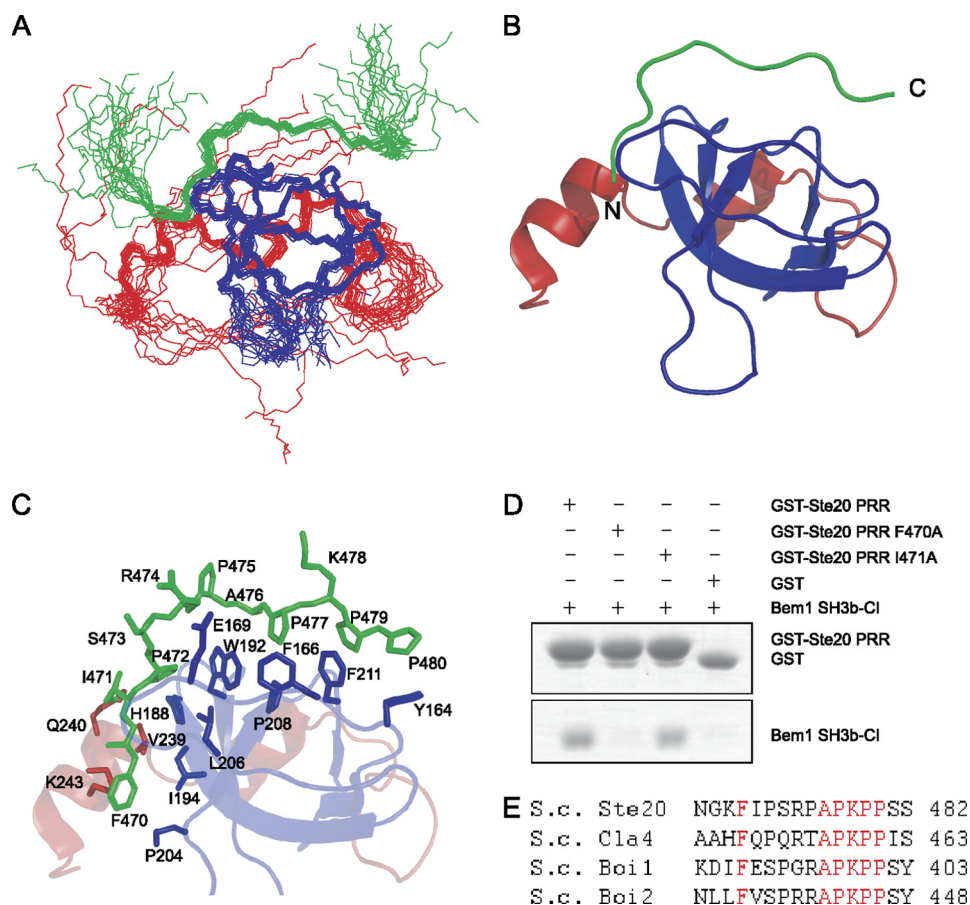 A
B
C
N
C
K478
P475
R474
A476
E169
P477
P479
S473
W192
F166
P480
P472
F211
I471
H188
Y164
Q240
V239
P208
L206
K243
I194
F470
P204
D
+ − − − GST-Ste20 PRR
− + − − GST-Ste20 PRR F470A
− − + − GST-Ste20 PRR I471A
− − − + GST
+ + + + Bem1 SH3b-CI
GST-Ste20 PRR
GST
Bem1 SH3b-CI
E
S.c. Ste20 NGKFIPSRPAPKPPSS 482
S.c. Cla4 AAHFQPQRTAPKPPIS 463
S.c. Boi1 KDIFESPGRAPKPPSY 403
S.c. Boi2 NLLFVSPRRAPKPPSY 448